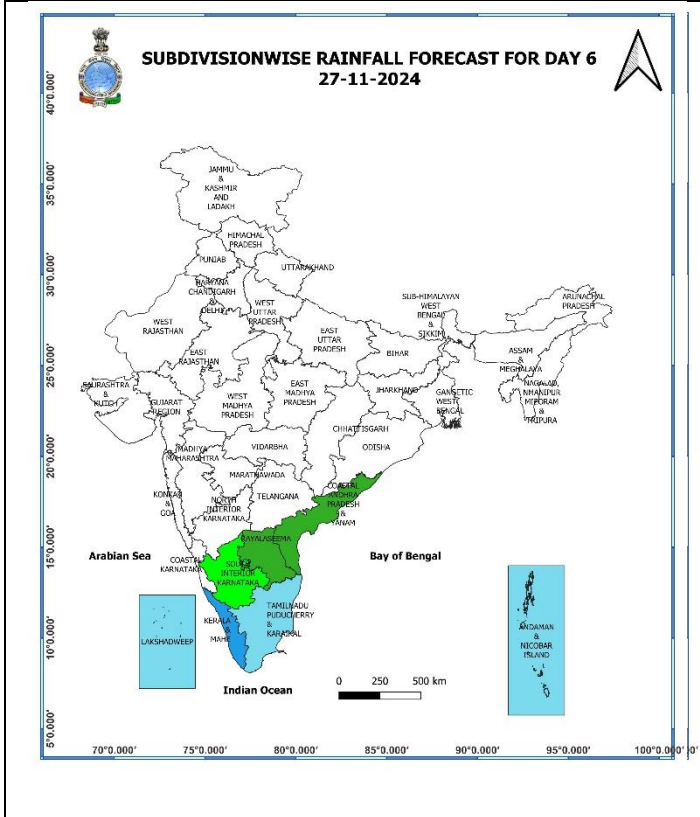 SUBDIVISIONWISE RAINFALL FORECAST FOR DAY 6
27-11-2024
40°0.000'
35°0.000'
30°0.000'
25°0.000'
20°0.000'
15°0.000'
10°0.000'
5°0.000'
JAMMU
&
KASHMIR
AND
LADAKH
HIMACHAL
PRADESH
PUNJAB
UTTARAKHAND
HARYANA
CHANDIGARH
&
DELHI
WEST
UTTAR
PRADESH
WEST
RAJASTHAN
EAST
RAJASTHAN
EAST
UTTAR
PRADESH
SUB-HIMALAYAN
WEST
BENGAL
&
SIKKIM
ARUNACHAL
PRADESH
BIHAR
ASSAM
&
MEGHALAYA
NAGALAD
MANIPUR
MIZORAM
&
TRIPURA
SAURASHTRA
&
KUTCH
GUJARAT
REGION
WEST
MADHYA
PRADESH
EAST
MADHYA
PRADESH
JHARKHAND
GANGETIC
WEST
BENGAL
CHHATTISGARH
ODISHA
MADHYA
MAHARASHTRA
VIDARBHA
MARATHAWADA
KONKAN
&
GOA
NORTH
INTERIOR
KARNATAKA
TELANGANA
COASTAL
ANDHRA
PRADESH
&
YANAM
RAYALASEEMA
Arabian Sea
Bay of Bengal
COASTAL
KARNATAKA
SOUTH
INTERIOR
KARNATAKA
TAMILNADU
PUDUCHERRY
&
KARAIKAL
KERALA
&
MAHE
LAKSHADWEEP
ANDAMAN
&
NICOBAR
ISLAND
Indian Ocean
0 250 500 km
70°0.000' 75°0.000' 80°0.000' 85°0.000' 90°0.000' 95°0.000' 100°0.000'